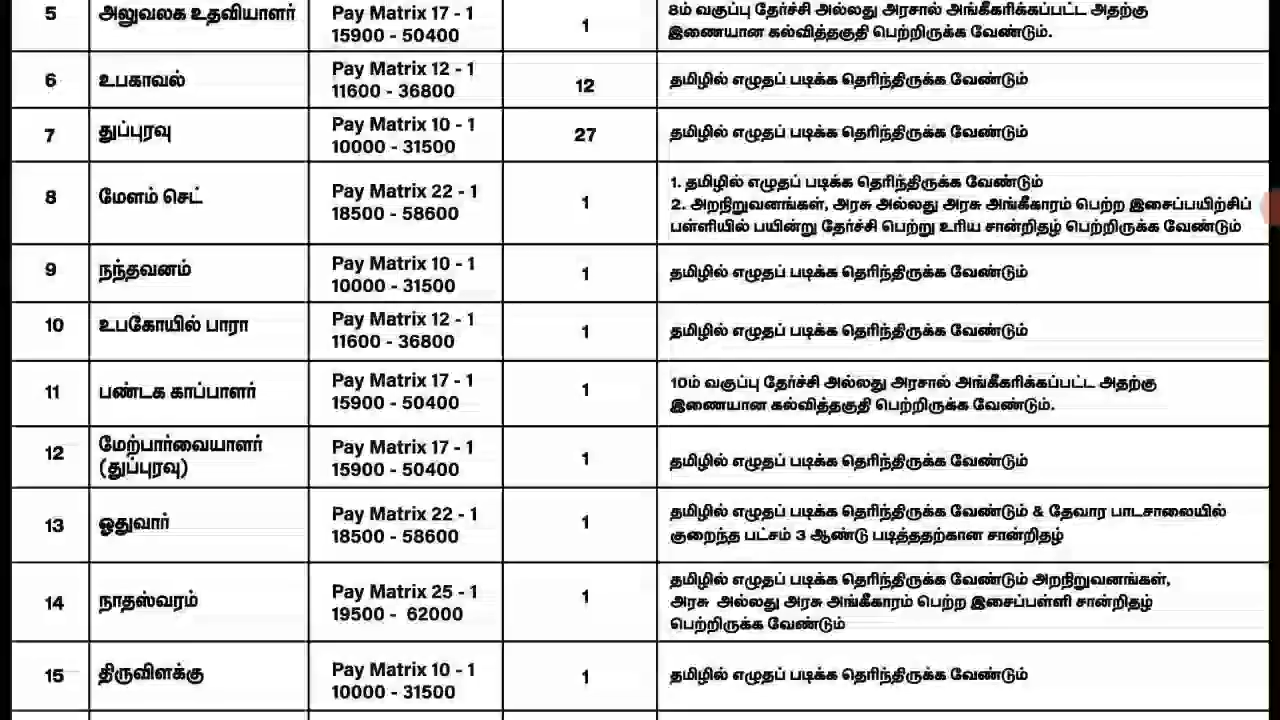 5
அலுவலக உதவியாளர்
Pay Matrix 17 - 1
15900 - 50400
1
8ம் வகுப்பு தேர்ச்சி அல்லது அரசால் அங்கீகரிக்கப்பட்ட அதற்கு
இணையான கல்வித்தகுதி பெற்றிருக்க வேண்டும்.
6
உபகாவல்
Pay Matrix 12 - 1
11600 - 36800
12
தமிழில் எழுதப் படிக்க தெரிந்திருக்க வேண்டும்
7
துப்புரவு
Pay Matrix 10 - 1
10000 - 31500
27
தமிழில் எழுதப் படிக்க தெரிந்திருக்க வேண்டும்
8
மேளம் செட்
Pay Matrix 22 - 1
18500 - 58600
1
1. தமிழில் எழுதப் படிக்க தெரிந்திருக்க வேண்டும்
2. அறநிறுவனங்கள், அரசு அல்லது அரசு அங்கீகாரம் பெற்ற இசைப்பயிற்சிப்
பள்ளியில் பயின்று தேர்ச்சி பெற்று உரிய சான்றிதழ் பெற்றிருக்க வேண்டும்
9
நந்தவனம்
Pay Matrix 10 - 1
10000 - 31500
1
தமிழில் எழுதப் படிக்க தெரிந்திருக்க வேண்டும்
10
உபகோயில் பாரா
Pay Matrix 12 - 1
11600 - 36800
1
தமிழில் எழுதப் படிக்க தெரிந்திருக்க வேண்டும்
11
பண்டக காப்பாளர்
Pay Matrix 17 - 1
15900 - 50400
1
10ம் வகுப்பு தேர்ச்சி அல்லது அரசால் அங்கீகரிக்கப்பட்ட அதற்கு
இணையான கல்வித்தகுதி பெற்றிருக்க வேண்டும்.
12
மேற்பார்வையாளர்
(துப்புரவு)
Pay Matrix 17 - 1
15900 - 50400
1
தமிழில் எழுதப் படிக்க தெரிந்திருக்க வேண்டும்
13
ஓதுவார்
Pay Matrix 22 - 1
18500 - 58600
1
தமிழில் எழுதப் படிக்க தெரிந்திருக்க வேண்டும் & தேவார பாடசாலையில்
குறைந்த பட்சம் 3 ஆண்டு படித்ததற்கான சான்றிதழ்
14
நாதஸ்வரம்
Pay Matrix 25 - 1
19500 - 62000
1
தமிழில் எழுதப் படிக்க தெரிந்திருக்க வேண்டும் அறநிறுவனங்கள்,
அரசு அல்லது அரசு அங்கீகாரம் பெற்ற இசைப்பள்ளி சான்றிதழ்
பெற்றிருக்க வேண்டும்
15
திருவிளக்கு
Pay Matrix 10 - 1
10000 - 31500
1
தமிழில் எழுதப் படிக்க தெரிந்திருக்க வேண்டும்